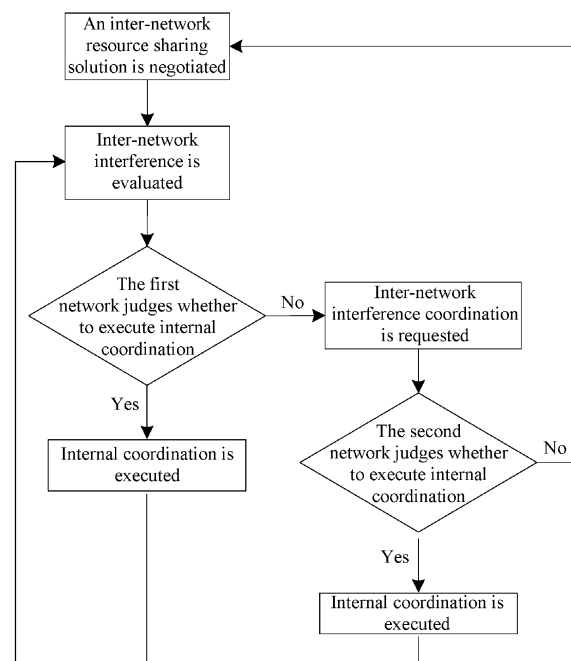 An inter-network
resource sharing
solution is negotiated
Inter-network
interference is
evaluated
The first
network judges whether
to execute internal
coordination
No
Inter-network
interference coordination
is requested
Yes
Internal coordination is
executed
The second
network judges whether
to execute internal
coordination
No
Yes
Internal coordination is
executed